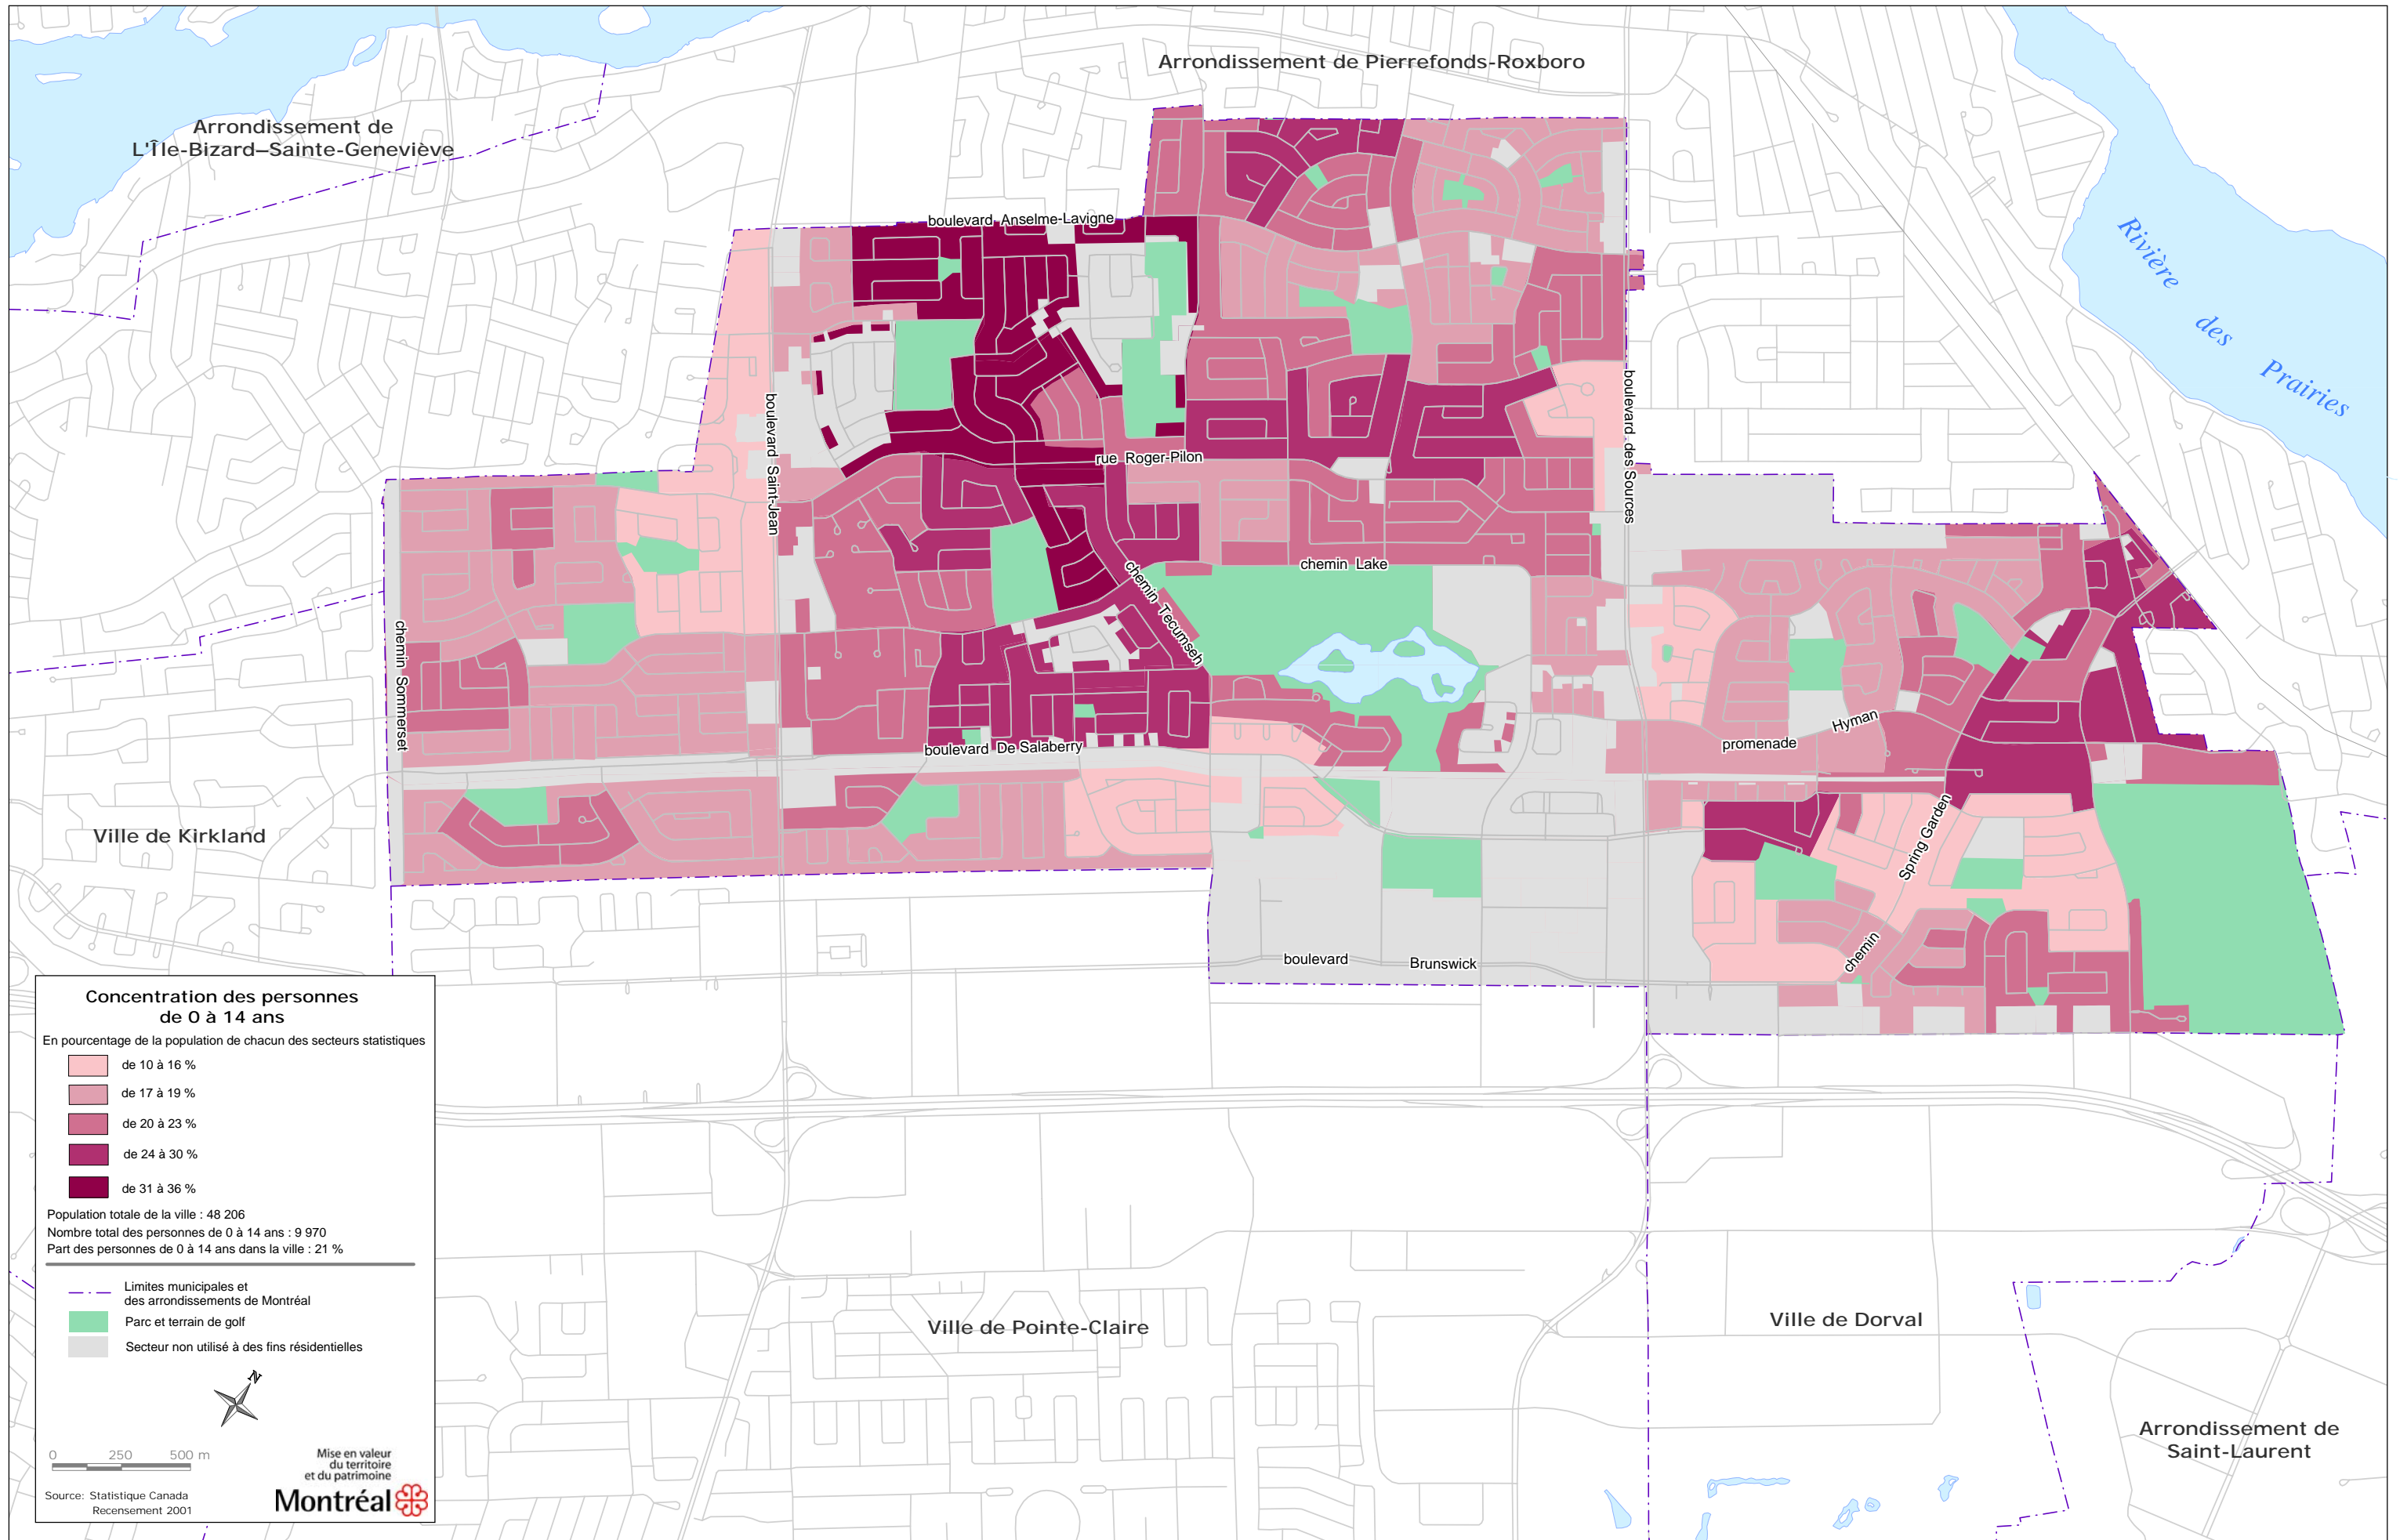 Arrondissement de Pierrefonds-Roxboro
Arrondissement de
L'Île-Bizard–Sainte-Geneviève
Rivière
des
Prairies
boulevard Anselme-Lavigne
boulevard Saint-Jean
rue Roger-Pilon
boulevard des Sources
chemin Lake
chemin Tecumseh
chemin Sommerset
boulevard De Salaberry
promenade Hyman
chemin Spring Garden
boulevard Brunswick
Ville de Kirkland
Ville de Pointe-Claire
Ville de Dorval
Arrondissement de
Saint-Laurent
Concentration des personnes
de 0 à 14 ans
En pourcentage de la population de chacun des secteurs statistiques
de 10 à 16 %
de 17 à 19 %
de 20 à 23 %
de 24 à 30 %
de 31 à 36 %
Population totale de la ville : 48 206
Nombre total des personnes de 0 à 14 ans : 9 970
Part des personnes de 0 à 14 ans dans la ville : 21 %
Limites municipales et
des arrondissements de Montréal
Parc et terrain de golf
Secteur non utilisé à des fins résidentielles
N
0 250 500 m
Mise en valeur
du territoire
et du patrimoine
Montréal
Source: Statistique Canada
Recensement 2001